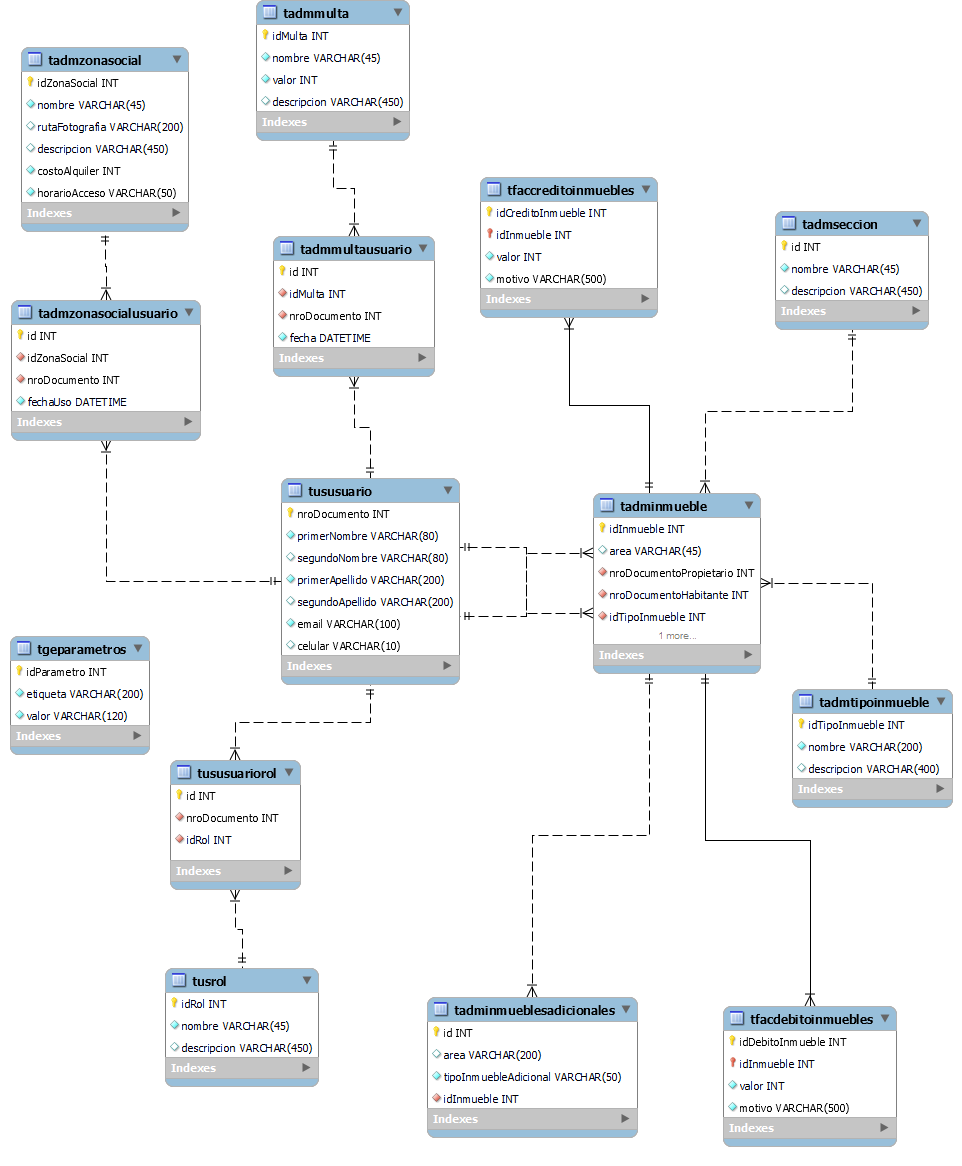 tadmmulta
idMulta INT
nombre VARCHAR(45)
valor INT
descripcion VARCHAR(450)
Indexes
tadmzonasocial
idZonaSocial INT
nombre VARCHAR(45)
rutaFotografia VARCHAR(200)
descripcion VARCHAR(450)
costoAlquiler INT
horarioAcceso VARCHAR(50)
Indexes
tfaccreditoinmuebles
idCreditoInmueble INT
idInmueble INT
valor INT
motivo VARCHAR(500)
Indexes
tadmseccion
id INT
nombre VARCHAR(45)
descripcion VARCHAR(450)
Indexes
tadmmultausuario
id INT
idMulta INT
nroDocumento INT
fecha DATETIME
Indexes
tadmzonasocialusuario
id INT
idZonaSocial INT
nroDocumento INT
fechaUso DATETIME
Indexes
tususuario
nroDocumento INT
primerNombre VARCHAR(80)
segundoNombre VARCHAR(80)
primerApellido VARCHAR(200)
segundoApellido VARCHAR(200)
email VARCHAR(100)
celular VARCHAR(10)
Indexes
tadminmueble
idInmueble INT
area VARCHAR(45)
nroDocumentoPropietario INT
nroDocumentoHabitante INT
idTipoInmueble INT
1 more...
Indexes
tgeparametros
idParametro INT
etiqueta VARCHAR(200)
valor VARCHAR(120)
Indexes
tadmtipoinmueble
idTipoInmueble INT
nombre VARCHAR(200)
descripcion VARCHAR(400)
Indexes
tususuariorol
id INT
nroDocumento INT
idRol INT
Indexes
tusrol
idRol INT
nombre VARCHAR(45)
descripcion VARCHAR(450)
Indexes
tadminmueblesadicionales
id INT
area VARCHAR(200)
tipoInmuebleAdicional VARCHAR(50)
idInmueble INT
Indexes
tfacdebitoinmuebles
idDebitoInmueble INT
idInmueble INT
valor INT
motivo VARCHAR(500)
Indexes